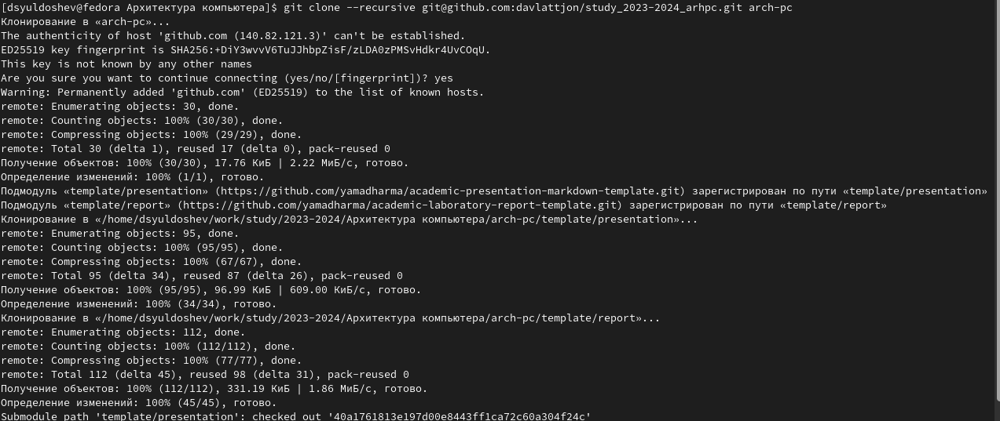 [dsyuldoshev@fedora Архитектура компьютера]$ git clone --recursive git@github.com:davlattjon/study_2023-2024_arhpc.git arch-pc
Клонирование в «arch-pc»...
The authenticity of host 'github.com (140.82.121.3)' can't be established.
ED25519 key fingerprint is SHA256:+DiY3wvvV6TuJJhbpZisF/zLDA0zPMSvHdkr4UvCOqU.
This key is not known by any other names
Are you sure you want to continue connecting (yes/no/[fingerprint])? yes
Warning: Permanently added 'github.com' (ED25519) to the list of known hosts.
remote: Enumerating objects: 30, done.
remote: Counting objects: 100% (30/30), done.
remote: Compressing objects: 100% (29/29), done.
remote: Total 30 (delta 1), reused 17 (delta 0), pack-reused 0
Получение объектов: 100% (30/30), 17.76 КиБ | 2.22 МиБ/с, готово.
Определение изменений: 100% (1/1), готово.
Подмодуль «template/presentation» (https://github.com/yamadharma/academic-presentation-markdown-template.git) зарегистрирован по пути «template/presentation»
Подмодуль «template/report» (https://github.com/yamadharma/academic-laboratory-report-template.git) зарегистрирован по пути «template/report»
Клонирование в «/home/dsyuldoshev/work/study/2023-2024/Архитектура компьютера/arch-pc/template/presentation»...
remote: Enumerating objects: 95, done.
remote: Counting objects: 100% (95/95), done.
remote: Compressing objects: 100% (67/67), done.
remote: Total 95 (delta 34), reused 87 (delta 26), pack-reused 0
Получение объектов: 100% (95/95), 96.99 КиБ | 609.00 КиБ/с, готово.
Определение изменений: 100% (34/34), готово.
Клонирование в «/home/dsyuldoshev/work/study/2023-2024/Архитектура компьютера/arch-pc/template/report»...
remote: Enumerating objects: 112, done.
remote: Counting objects: 100% (112/112), done.
remote: Compressing objects: 100% (77/77), done.
remote: Total 112 (delta 45), reused 98 (delta 31), pack-reused 0
Получение объектов: 100% (112/112), 331.19 КиБ | 1.86 МиБ/с, готово.
Определение изменений: 100% (45/45), готово.
Submodule path 'template/presentation': checked out '40a1761813e197d00e8443ff1ca72c60a304f24c'